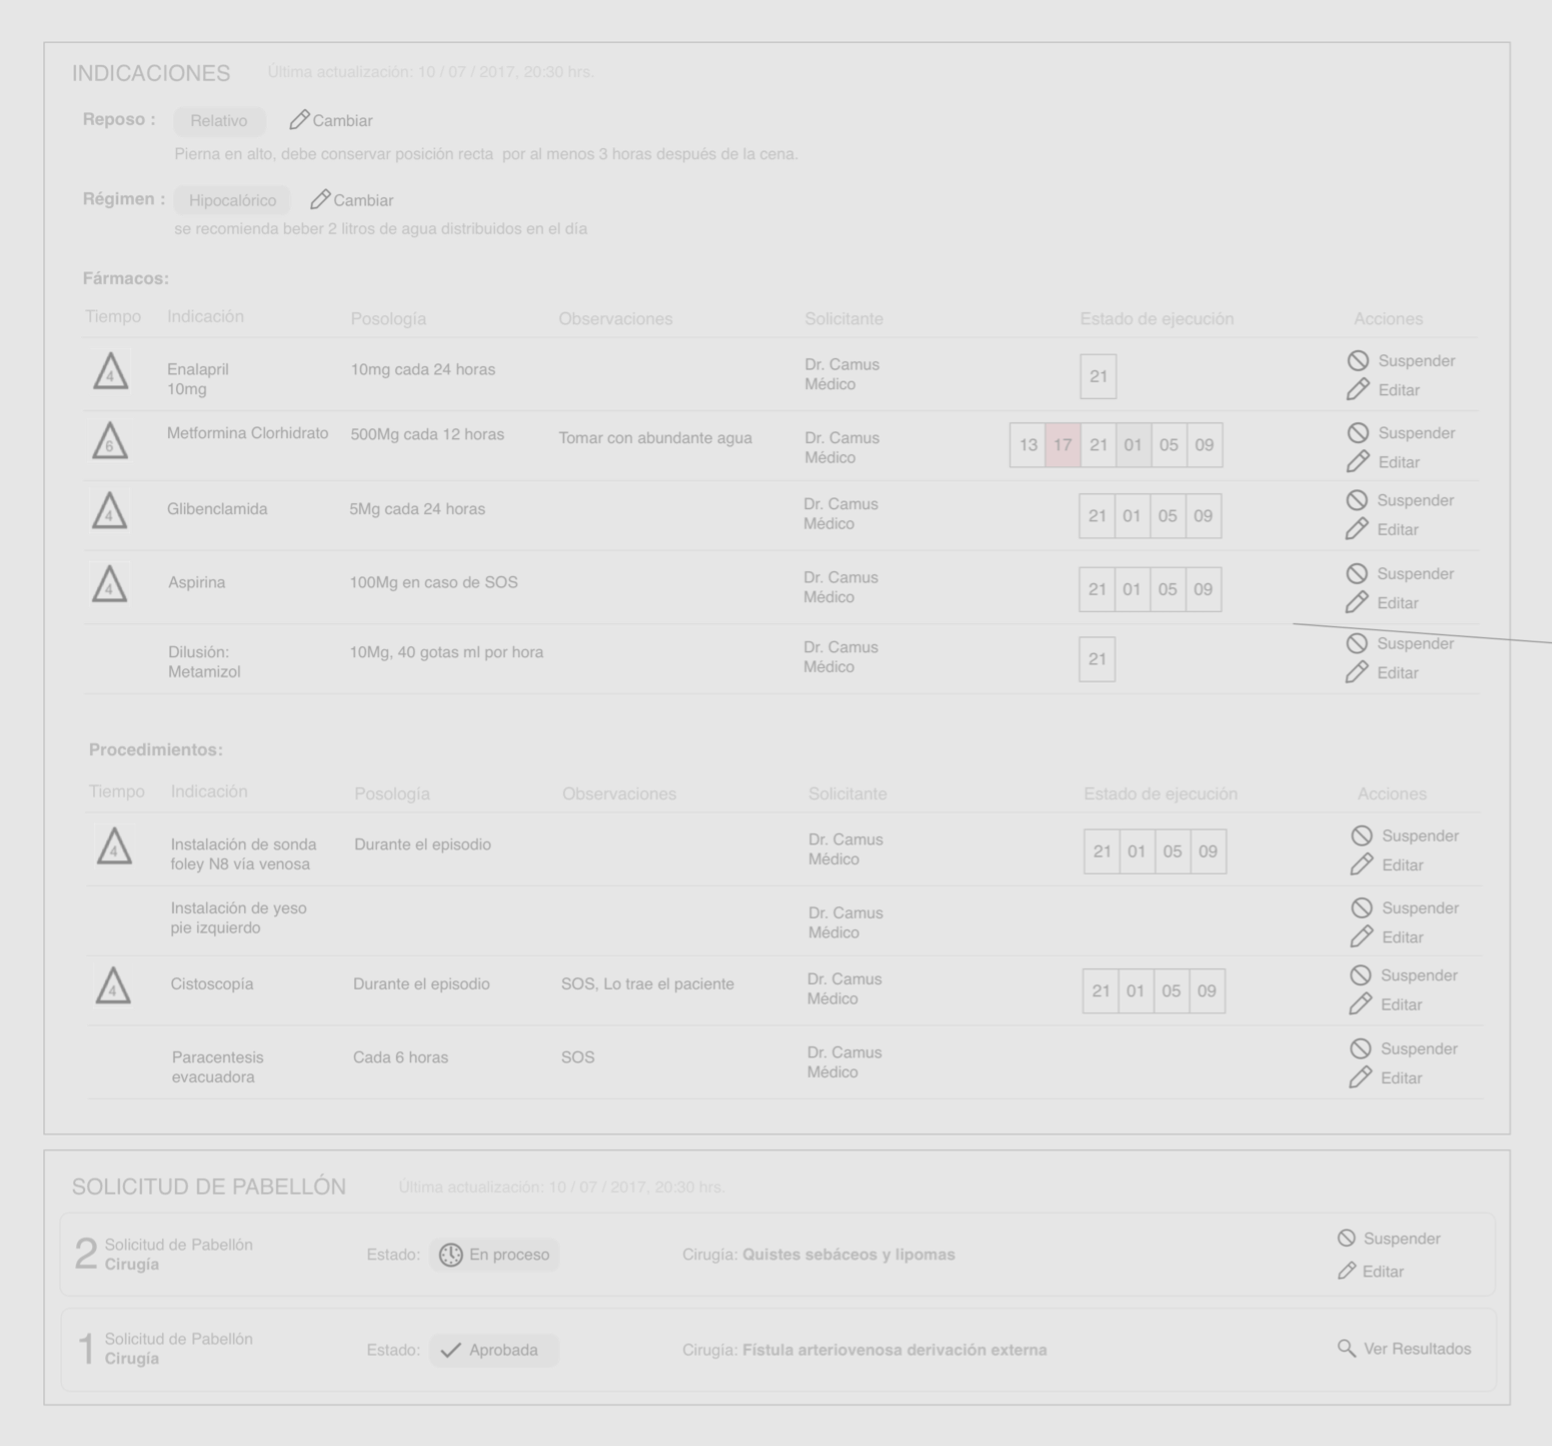 INDICACIONES Última actualización: 10 / 07 / 2017, 20:30 hrs.
Reposo : Relativo Cambiar
Pierna en alto, debe conservar posición recta por al menos 3 horas después de la cena.
Régimen : Hipocalórico Cambiar
se recomienda beber 2 litros de agua distribuidos en el día
Fármacos:
Tiempo Indicación Posología Observaciones Solicitante Estado de ejecución Acciones
4 Enalapril 10mg cada 24 horas Dr. Camus 21 Suspender
10mg Médico Editar
6 Metformina Clorhidrato 500Mg cada 12 horas Tomar con abundante agua Dr. Camus 13 17 21 01 05 09 Suspender
Médico Editar
4 Glibenclamida 5Mg cada 24 horas Dr. Camus 21 01 05 09 Suspender
Médico Editar
4 Aspirina 100Mg en caso de SOS Dr. Camus 21 01 05 09 Suspender
Médico Editar
Dilusión: 10Mg, 40 gotas ml por hora Dr. Camus 21 Suspender
Metamizol Médico Editar
Procedimientos:
Tiempo Indicación Posología Observaciones Solicitante Estado de ejecución Acciones
4 Instalación de sonda Durante el episodio Dr. Camus 21 01 05 09 Suspender
foley N8 vía venosa Médico Editar
Instalación de yeso Dr. Camus Suspender
pie izquierdo Médico Editar
4 Cistoscopía Durante el episodio SOS, Lo trae el paciente Dr. Camus 21 01 05 09 Suspender
Médico Editar
Paracentesis Cada 6 horas SOS Dr. Camus Suspender
evacuadora Médico Editar
SOLICITUD DE PABELLÓN Última actualización: 10 / 07 / 2017, 20:30 hrs.
2 Solicitud de Pabellón Estado: En proceso Cirugía: Quistes sebáceos y lipomas Suspender
Cirugía Editar
1 Solicitud de Pabellón Estado: Aprobada Cirugía: Fístula arteriovenosa derivación externa Ver Resultados
Cirugía